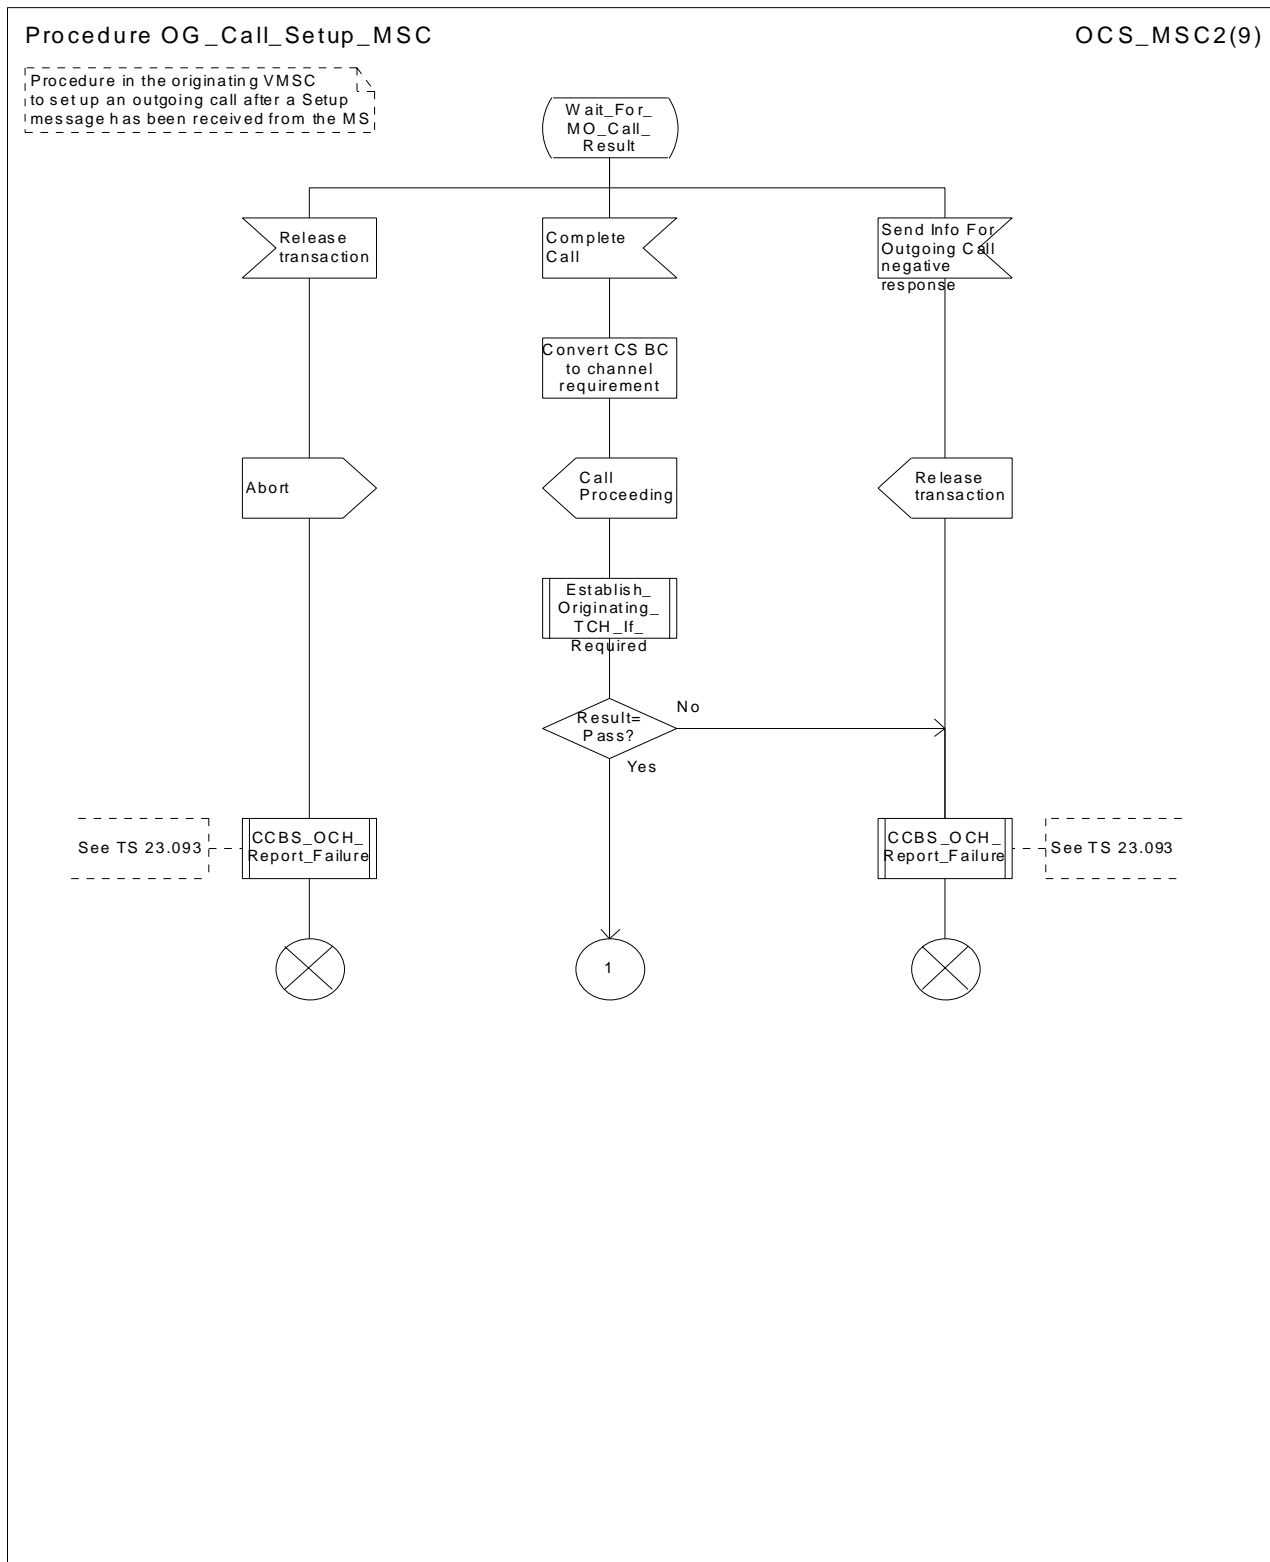 Procedure OG_Call_Setup_MSC
OCS_MSC2(9)
Procedure in the originating VMSC
to set up an outgoing call after a Setup
message has been received from the MS
Wait_For_
MO_Call_
Result
Release
transaction
Complete
Call
Send Info For
Outgoing Call
negative
response
Convert CS BC
to channel
requirement
Abort
Call
Proceeding
Release
transaction
Establish_
Originating_
TCH_If_
Required
Result=
Pass?
No
Yes
See TS 23.093
CCBS_OCH_
Report_Failure
CCBS_OCH_
Report_Failure
See TS 23.093
1